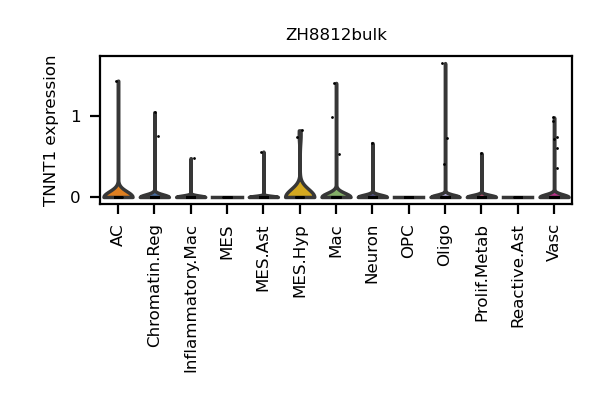 ZH8812bulk
TNNT1 expression
1
0
AC
Chromatin.Reg
Inflammatory.Mac
MES
MES.Ast
MES.Hyp
Mac
Neuron
OPC
Oligo
Prolif.Metab
Reactive.Ast
Vasc